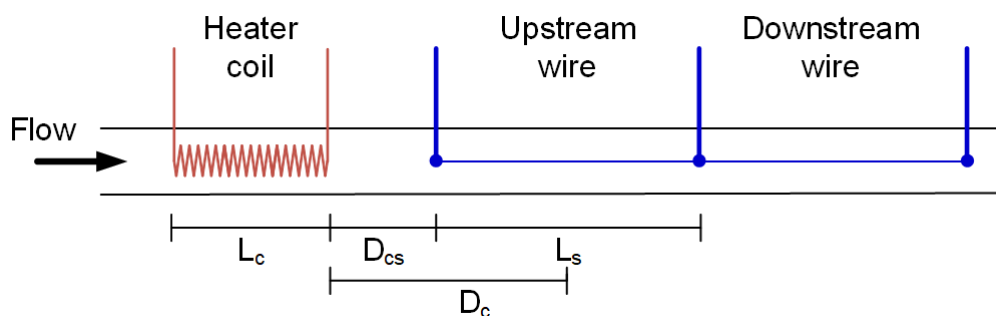 Heater
coil
Upstream
wire
Downstream
wire
Flow
Lc
Dcs
Ls
Dc